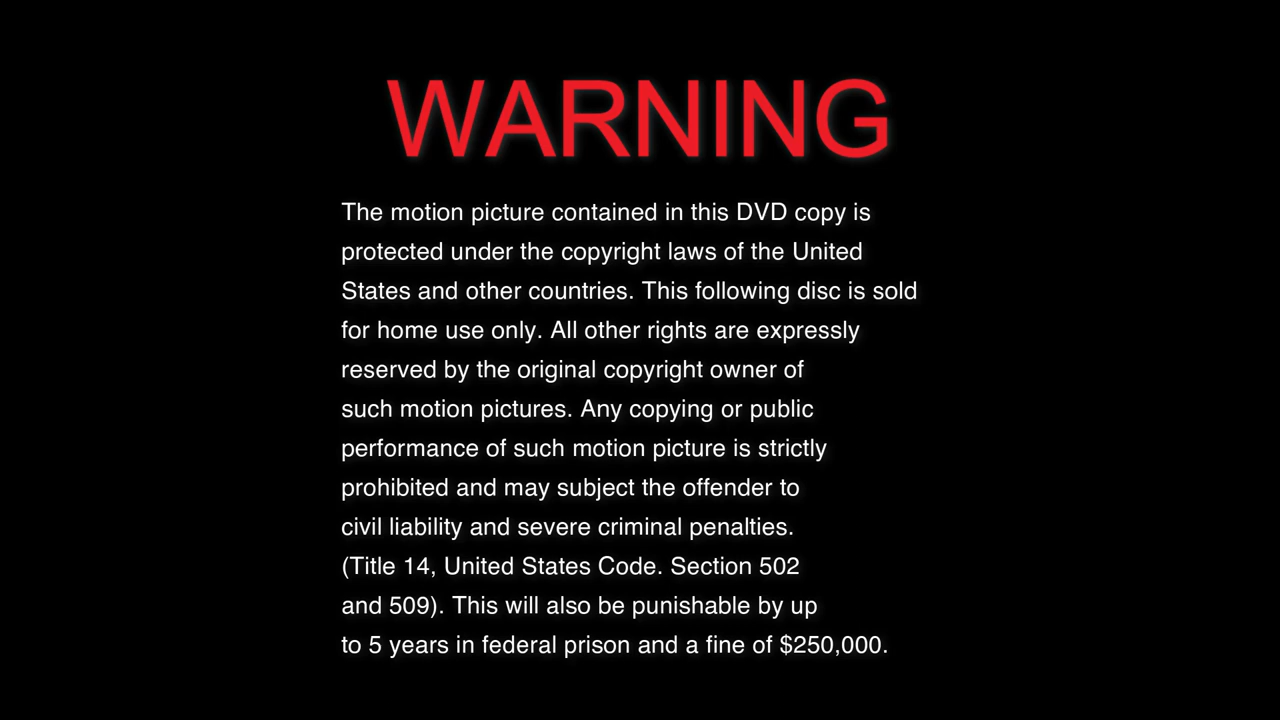 WARNING
The motion picture contained in this DVD copy is
protected under the copyright laws of the United
States and other countries. This following disc is sold
for home use only. All other rights are expressly
reserved by the original copyright owner of
such motion pictures. Any copying or public
performance of such motion picture is strictly
prohibited and may subject the offender to
civil liability and severe criminal penalties.
(Title 14, United States Code. Section 502
and 509). This will also be punishable by up
to 5 years in federal prison and a fine of $250,000.